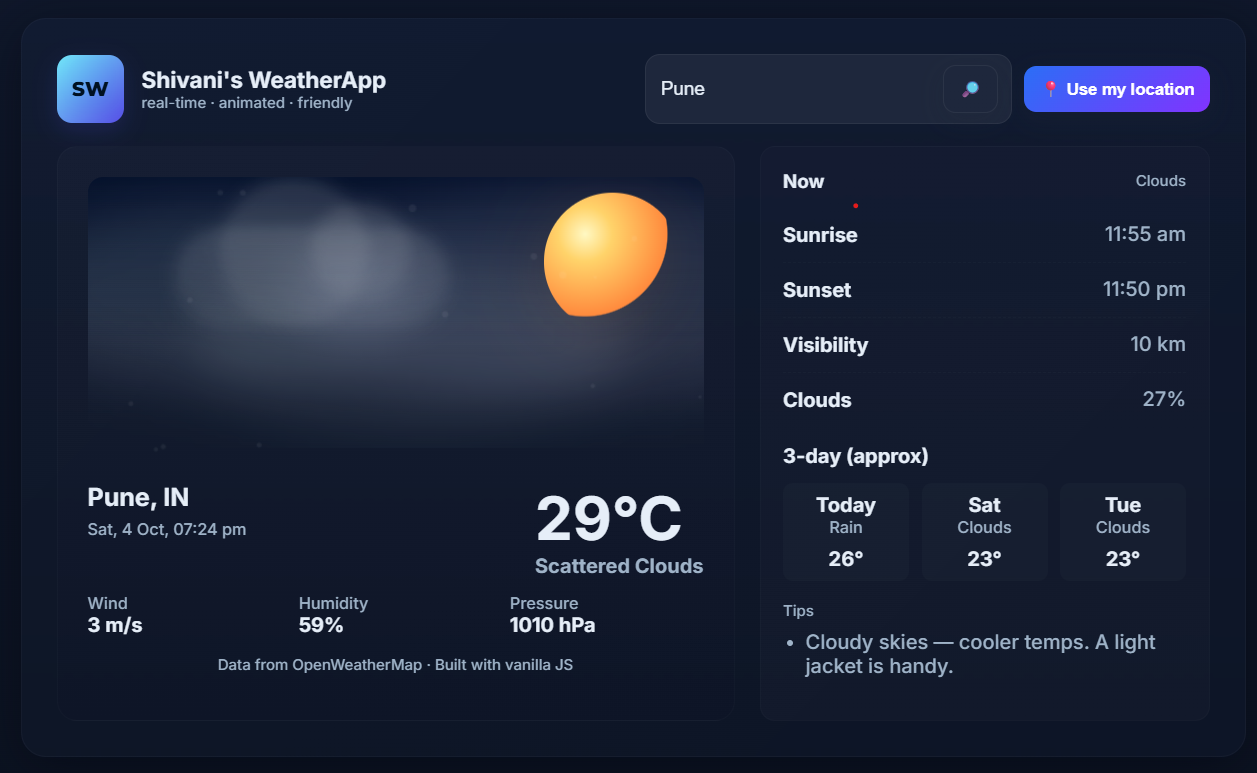 SW
Shivani's WeatherApp
real-time · animated · friendly
Pune
Use my location
Pune, IN
Sat, 4 Oct, 07:24 pm
29°C
Scattered Clouds
Wind
3 m/s
Humidity
59%
Pressure
1010 hPa
Data from OpenWeatherMap · Built with vanilla JS
Now Clouds
Sunrise 11:55 am
Sunset 11:50 pm
Visibility 10 km
Clouds 27%
3-day (approx)
Today
Rain
26°
Sat
Clouds
23°
Tue
Clouds
23°
Tips
• Cloudy skies — cooler temps. A light
jacket is handy.